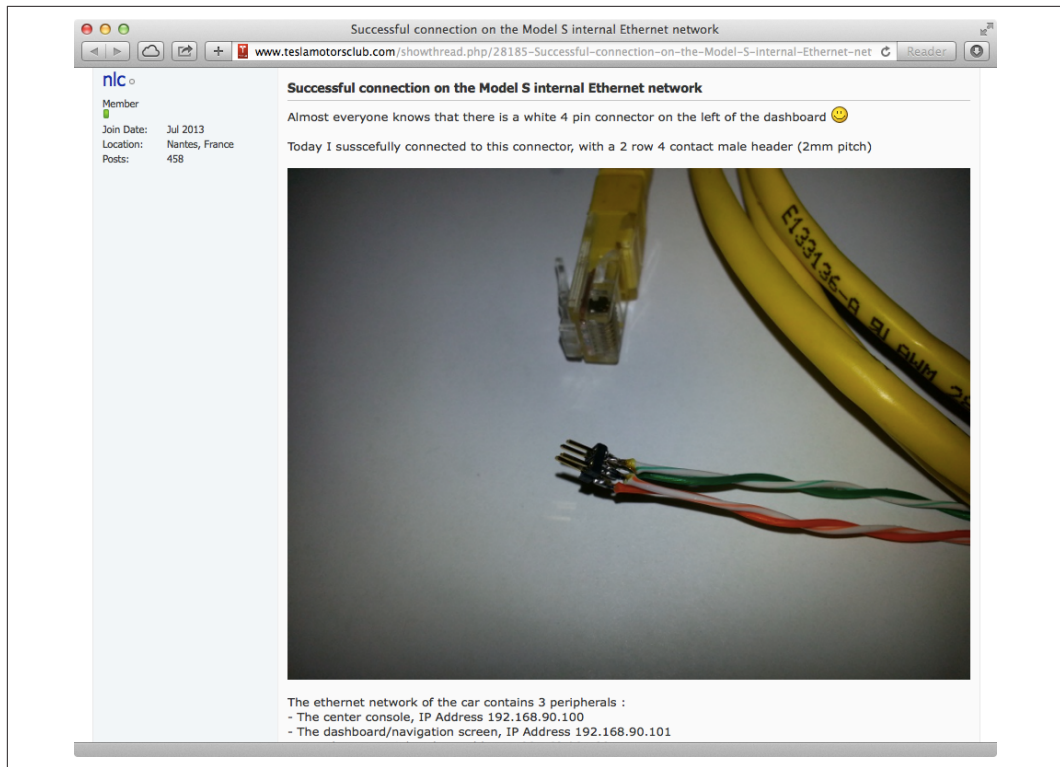 Successful connection on the Model S internal Ethernet network
www.teslamotorsclub.com/showthread.php/28185-Successful-connection-on-the-Model-S-internal-Ethernet-net
Reader
nlc
Member
Join Date: Jul 2013
Location: Nantes, France
Posts: 458
Successful connection on the Model S internal Ethernet network
Almost everyone knows that there is a white 4 pin connector on the left of the dashboard
Today I susscefully connected to this connector, with a 2 row 4 contact male header (2mm pitch)
E133136-A ЯU AWM
The ethernet network of the car contains 3 peripherals :
- The center console, IP Address 192.168.90.100
- The dashboard/navigation screen, IP Address 192.168.90.101